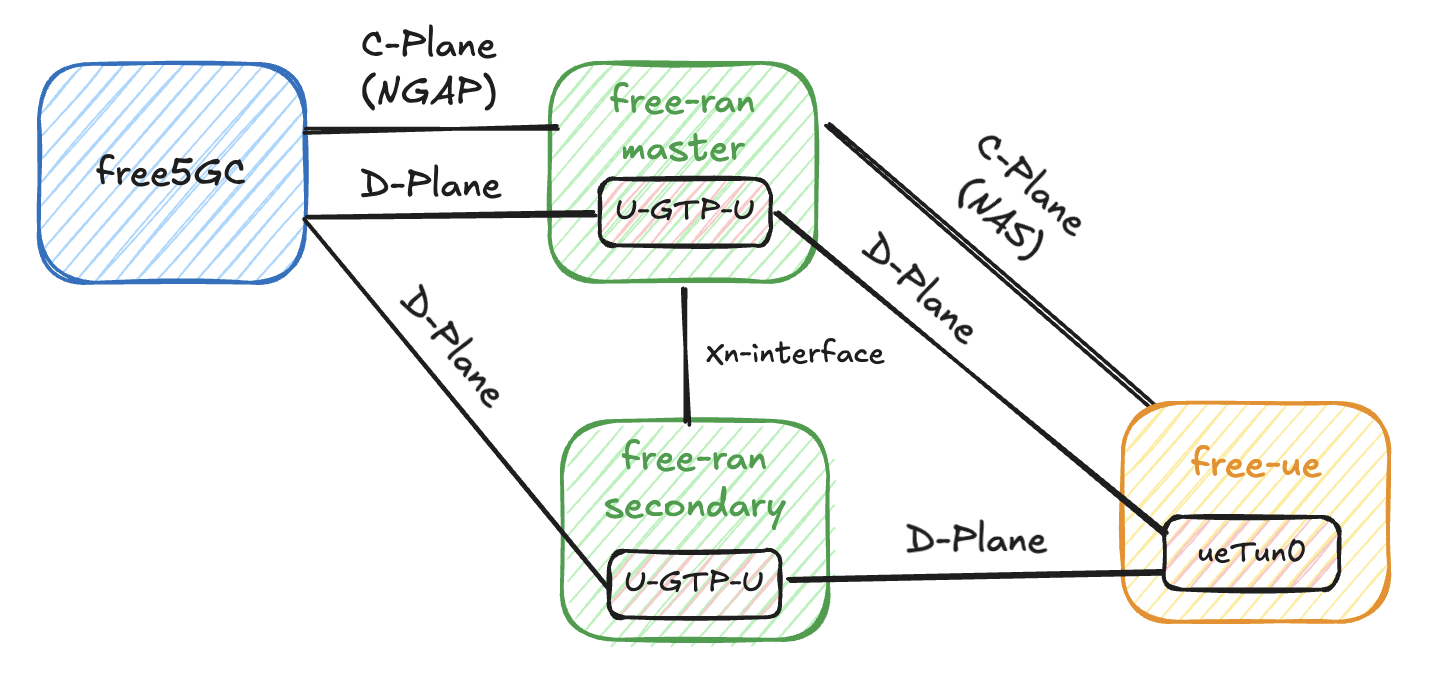 C-Plane
(NGAP)
free5GC
D-Plane
free-ran
master
U-GTP-U
C-Plane
(NAS)
D-Plane
D-Plane
Xn-interface
free-ran
secondary
U-GTP-U
D-Plane
free-ue
ueTun0